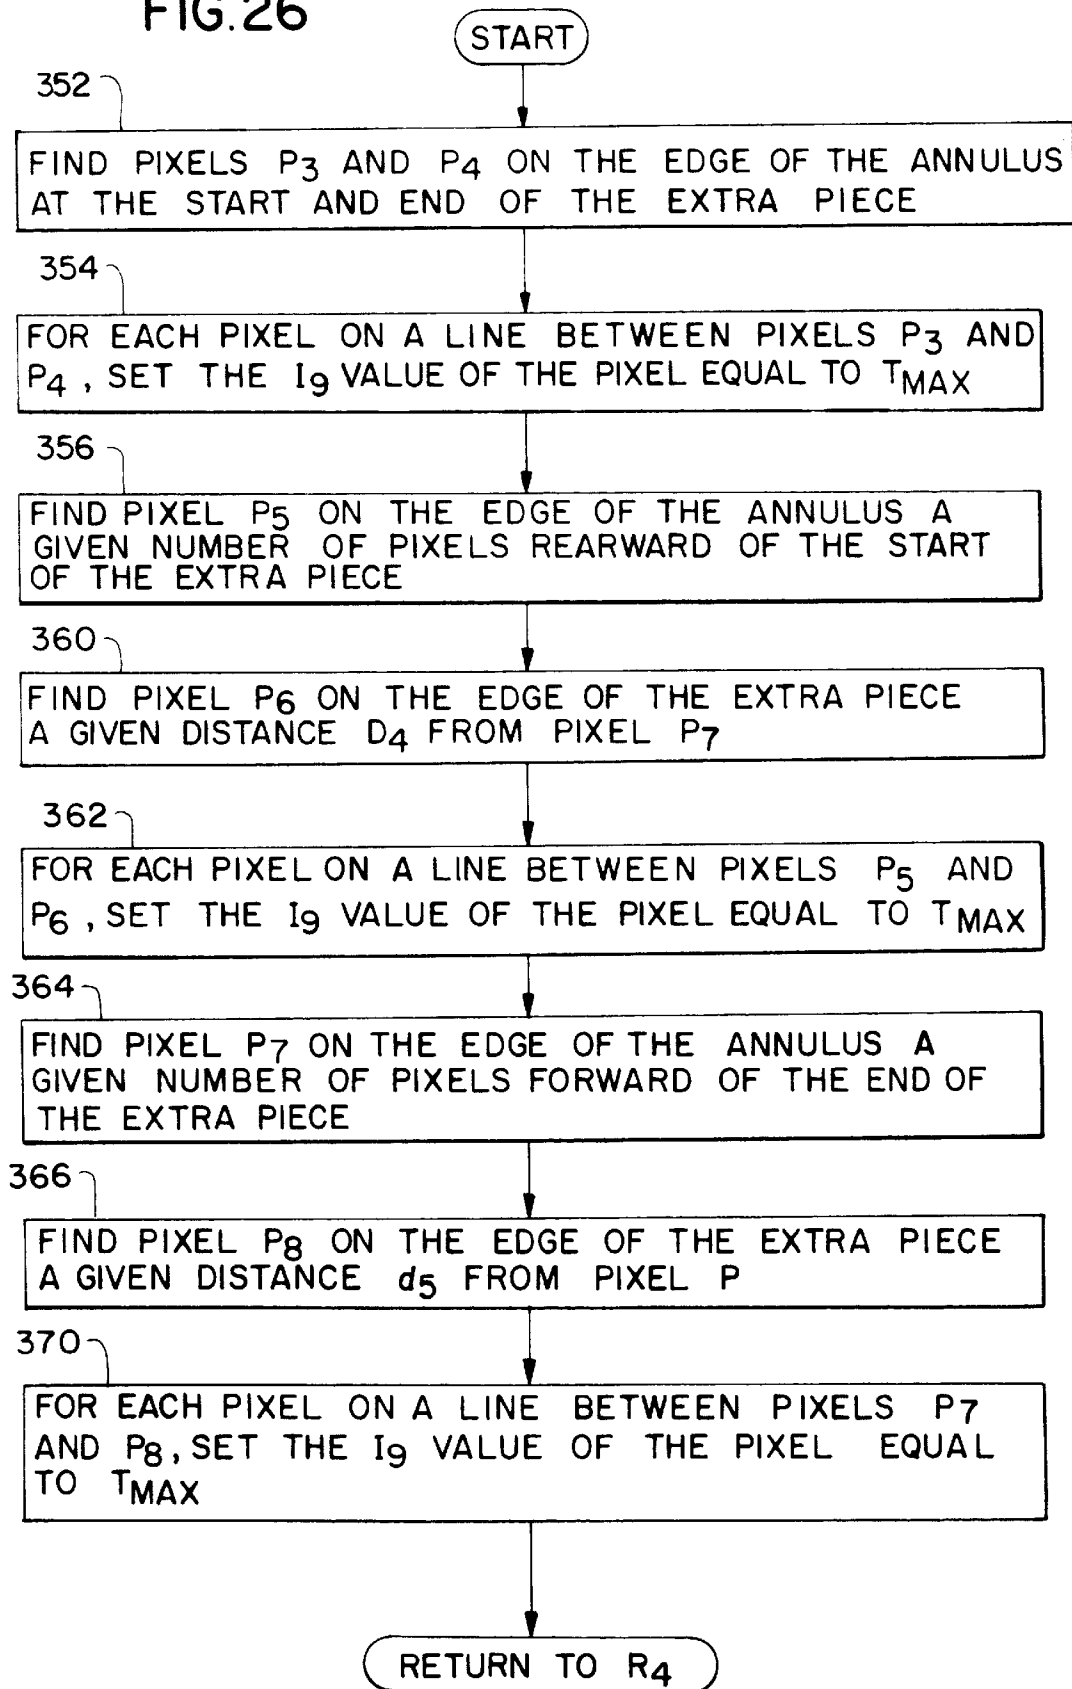 FIG.26
START
352
FIND PIXELS P3 AND P4 ON THE EDGE OF THE ANNULUS
AT THE START AND END OF THE EXTRA PIECE
354
FOR EACH PIXEL ON A LINE BETWEEN PIXELS P3 AND
P4, SET THE I9 VALUE OF THE PIXEL EQUAL TO TMAX
356
FIND PIXEL P5 ON THE EDGE OF THE ANNULUS A
GIVEN NUMBER OF PIXELS REARWARD OF THE START
OF THE EXTRA PIECE
360
FIND PIXEL P6 ON THE EDGE OF THE EXTRA PIECE
A GIVEN DISTANCE D4 FROM PIXEL P7
362
FOR EACH PIXEL ON A LINE BETWEEN PIXELS P5 AND
P6, SET THE I9 VALUE OF THE PIXEL EQUAL TO TMAX
364
FIND PIXEL P7 ON THE EDGE OF THE ANNULUS A
GIVEN NUMBER OF PIXELS FORWARD OF THE END OF
THE EXTRA PIECE
366
FIND PIXEL P8 ON THE EDGE OF THE EXTRA PIECE
A GIVEN DISTANCE d5 FROM PIXEL P
370
FOR EACH PIXEL ON A LINE BETWEEN PIXELS P7
AND P8, SET THE I9 VALUE OF THE PIXEL EQUAL
TO TMAX
RETURN TO R4